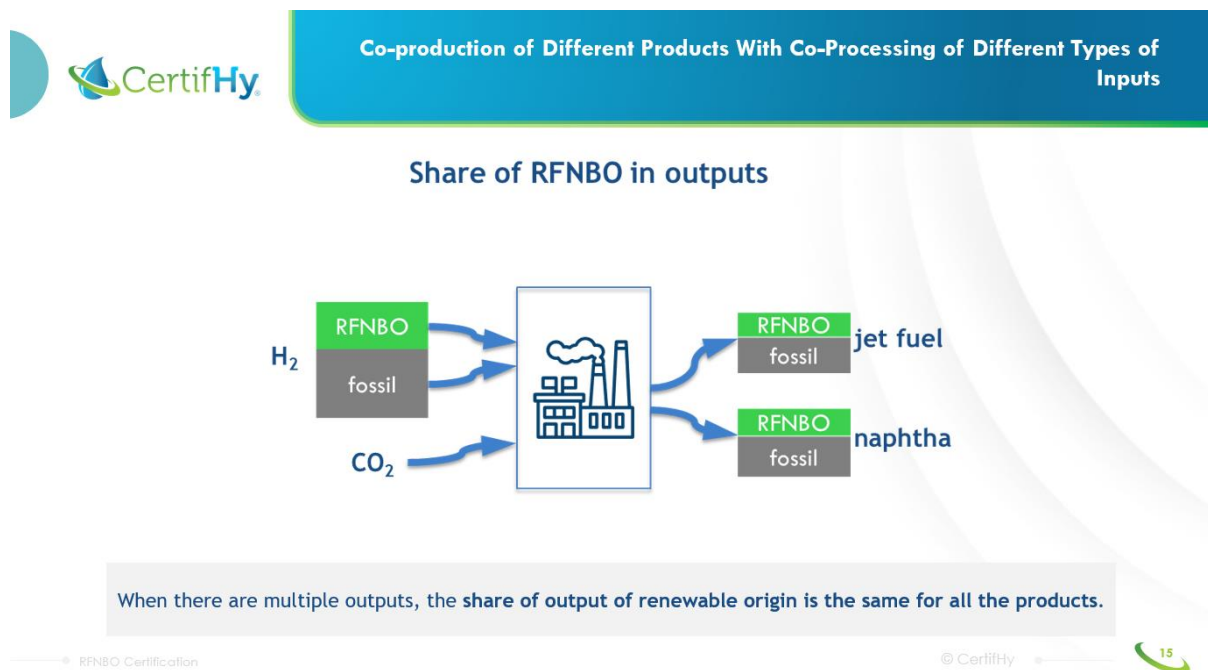 CertifHy
Co-production of Different Products With Co-Processing of Different Types of
Inputs
Share of RFNBO in outputs
H₂
RFNBO
fossil
CO₂
RFNBO
fossil
jet fuel
RFNBO
fossil
naphtha
When there are multiple outputs, the share of output of renewable origin is the same for all the products.
RFNBO Certification
© CertifHy
15